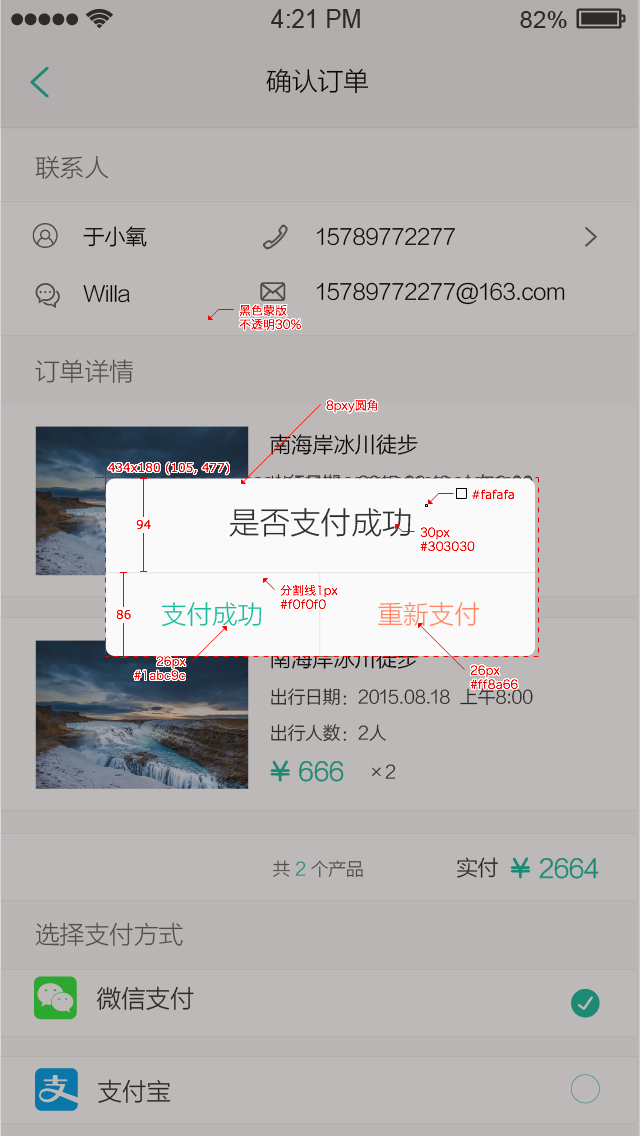 4:21 PM 82%
确认订单
联系人
于小氧 15789772277
Willa 15789772277@163.com
黑色蒙版
不透明30%
订单详情
8pxy圆角
南海岸冰川徒步
434x180 (105, 477)
94
#fafafa
是否支付成功
30px
#303030
分割线1px
#f0f0f0
86
支付成功 重新支付
26px
#1abc9c
26px
#ff8a66
南海岸冰川徒步
出行日期：2015.08.18 上午8:00
出行人数：2人
¥ 666 ×2
共 2 个产品 实付 ¥ 2664
选择支付方式
微信支付
支 支付宝